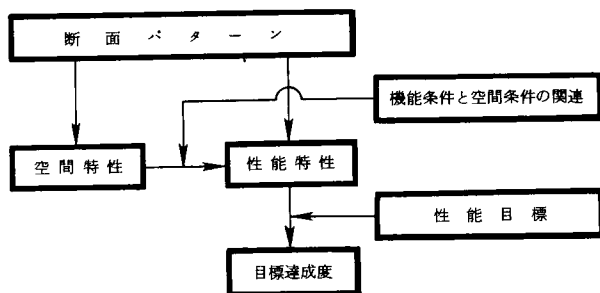 断面パターン
機能条件と空間条件の関連
空間特性
性能特性
性能目標
目標達成度